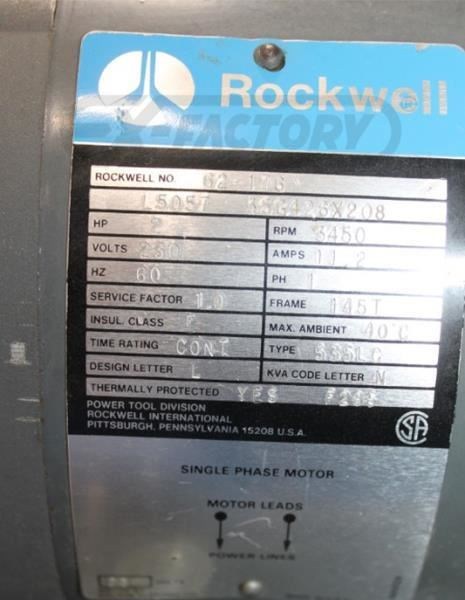 Rockwell
X-FACTORY
ROCKWELL NO. 62-176
L5057 35G423X208
HP 2 RPM 3450
VOLTS 230 AMPS 11.2
HZ 60 PH 1
SERVICE FACTOR 1.0 FRAME 145T
INSUL. CLASS F MAX. AMBIENT 40°C
TIME RATING CONT TYPE
DESIGN LETTER L KVA CODE LETTER N
THERMALLY PROTECTED YES
POWER TOOL DIVISION
ROCKWELL INTERNATIONAL
PITTSBURGH, PENNSYLVANIA 15208 U.S.A.
SA
SINGLE PHASE MOTOR
MOTOR LEADS
POWER LINES